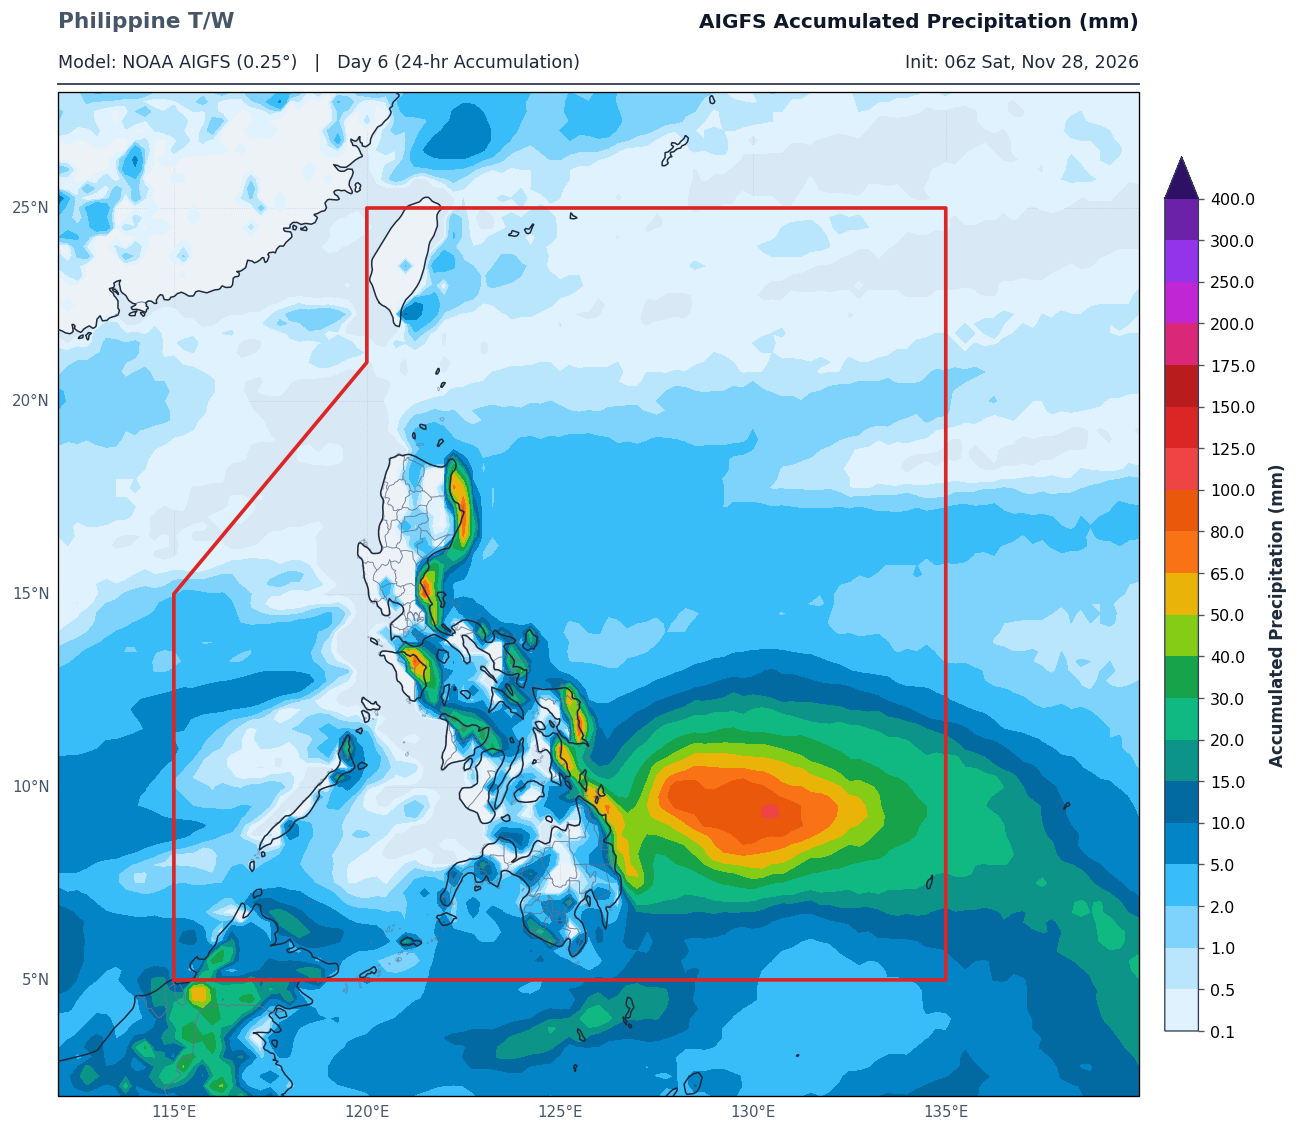 Philippine T/W
AIGFS Accumulated Precipitation (mm)
Model: NOAA AIGFS (0.25°)   |   Day 6 (24-hr Accumulation)
Init: 06z Sat, Nov 28, 2026
25°N
20°N
15°N
10°N
5°N
115°E
120°E
125°E
130°E
135°E
400.0
300.0
250.0
200.0
175.0
150.0
125.0
100.0
80.0
65.0
50.0
40.0
30.0
20.0
15.0
10.0
5.0
2.0
1.0
0.5
0.1
Accumulated Precipitation (mm)